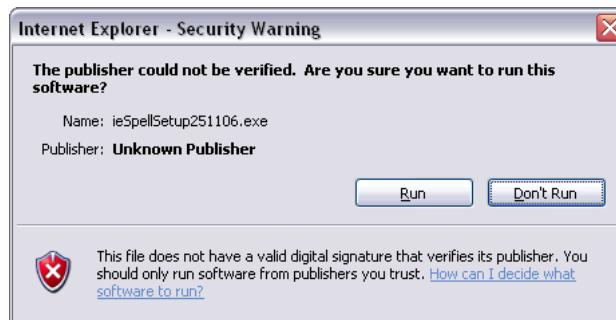 Internet Explorer - Security Warning
The publisher could not be verified.  Are you sure you want to run this
software?
Name: ieSpellSetup251106.exe
Publisher: Unknown Publisher
Run
Don't Run
This file does not have a valid digital signature that verifies its publisher. You
should only run software from publishers you trust. How can I decide what
software to run?